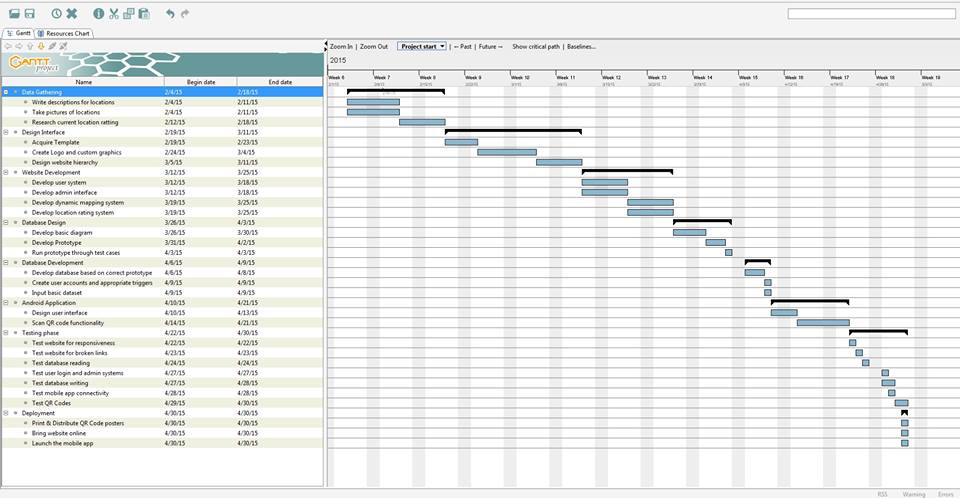 Gantt
Resources Chart
GANTT
project
Zoom In | Zoom Out
Project start
Past | Future
Show critical path | Baselines...
2015
Week 6 Week 7 Week 8 Week 9 Week 10 Week 11 Week 12 Week 13 Week 14 Week 15 Week 16 Week 17 Week 18 Week 19
Name Begin date End date
Data Gathering 2/4/15 2/18/15
Write descriptions for locations 2/4/15 2/11/15
Take pictures of locations 2/4/15 2/11/15
Research current location ratting 2/12/15 2/18/15
Design Interface 2/19/15 3/11/15
Acquire Template 2/19/15 2/23/15
Create Logo and custom graphics 2/24/15 3/4/15
Design website hierarchy 3/5/15 3/11/15
Website Development 3/12/15 3/25/15
Develop user system 3/12/15 3/18/15
Develop admin interface 3/12/15 3/18/15
Develop dynamic mapping system 3/19/15 3/25/15
Develop location rating system 3/19/15 3/25/15
Database Design 3/26/15 4/3/15
Develop basic diagram 3/26/15 3/30/15
Develop Prototype 3/31/15 4/2/15
Run prototype through test cases 4/3/15 4/3/15
Database Development 4/6/15 4/9/15
Develop database based on correct prototype 4/6/15 4/8/15
Create user accounts and appropriate triggers 4/9/15 4/9/15
Input basic dataset 4/9/15 4/9/15
Android Application 4/10/15 4/21/15
Design user interface 4/10/15 4/13/15
Scan QR code functionality 4/14/15 4/21/15
Testing phase 4/22/15 4/30/15
Test website for responsiveness 4/22/15 4/22/15
Test website for broken links 4/23/15 4/23/15
Test database reading 4/24/15 4/24/15
Test user login and admin systems 4/27/15 4/27/15
Test database writing 4/27/15 4/28/15
Test mobile app connectivity 4/28/15 4/28/15
Test QR Codes 4/29/15 4/30/15
Deployment 4/30/15 4/30/15
Print & Distribute QR Code posters 4/30/15 4/30/15
Bring website online 4/30/15 4/30/15
Launch the mobile app 4/30/15 4/30/15
RSS Warning Errors